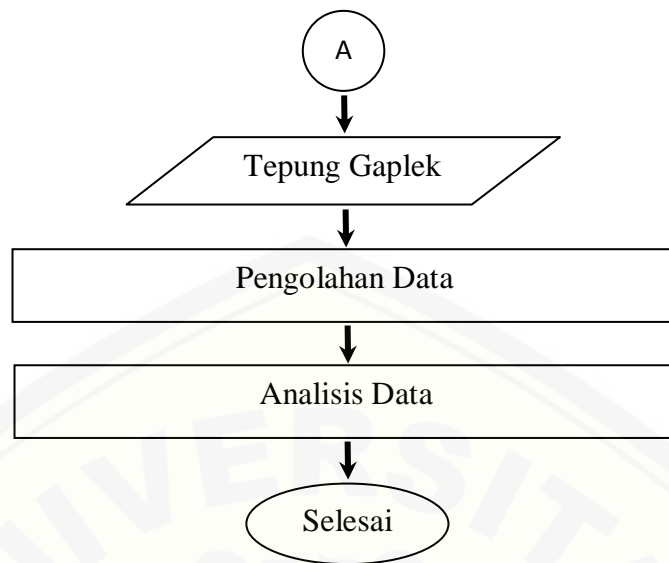 A
Tepung Gaplek
Pengolahan Data
Analisis Data
Selesai